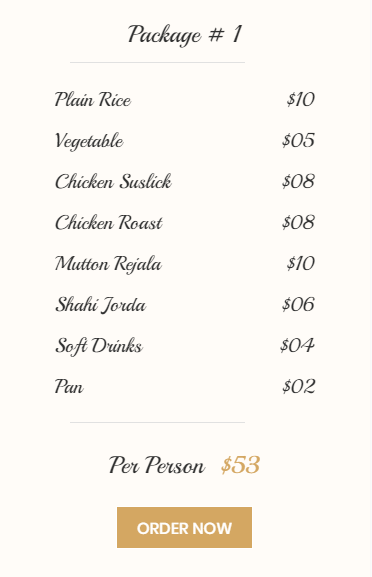 Package # 1
Plain Rice $10
Vegetable $05
Chicken Suslick $08
Chicken Roast $08
Mutton Rejala $10
Shahi Jorda $06
Soft Drinks $04
Pan $02
Per Person $53
ORDER NOW